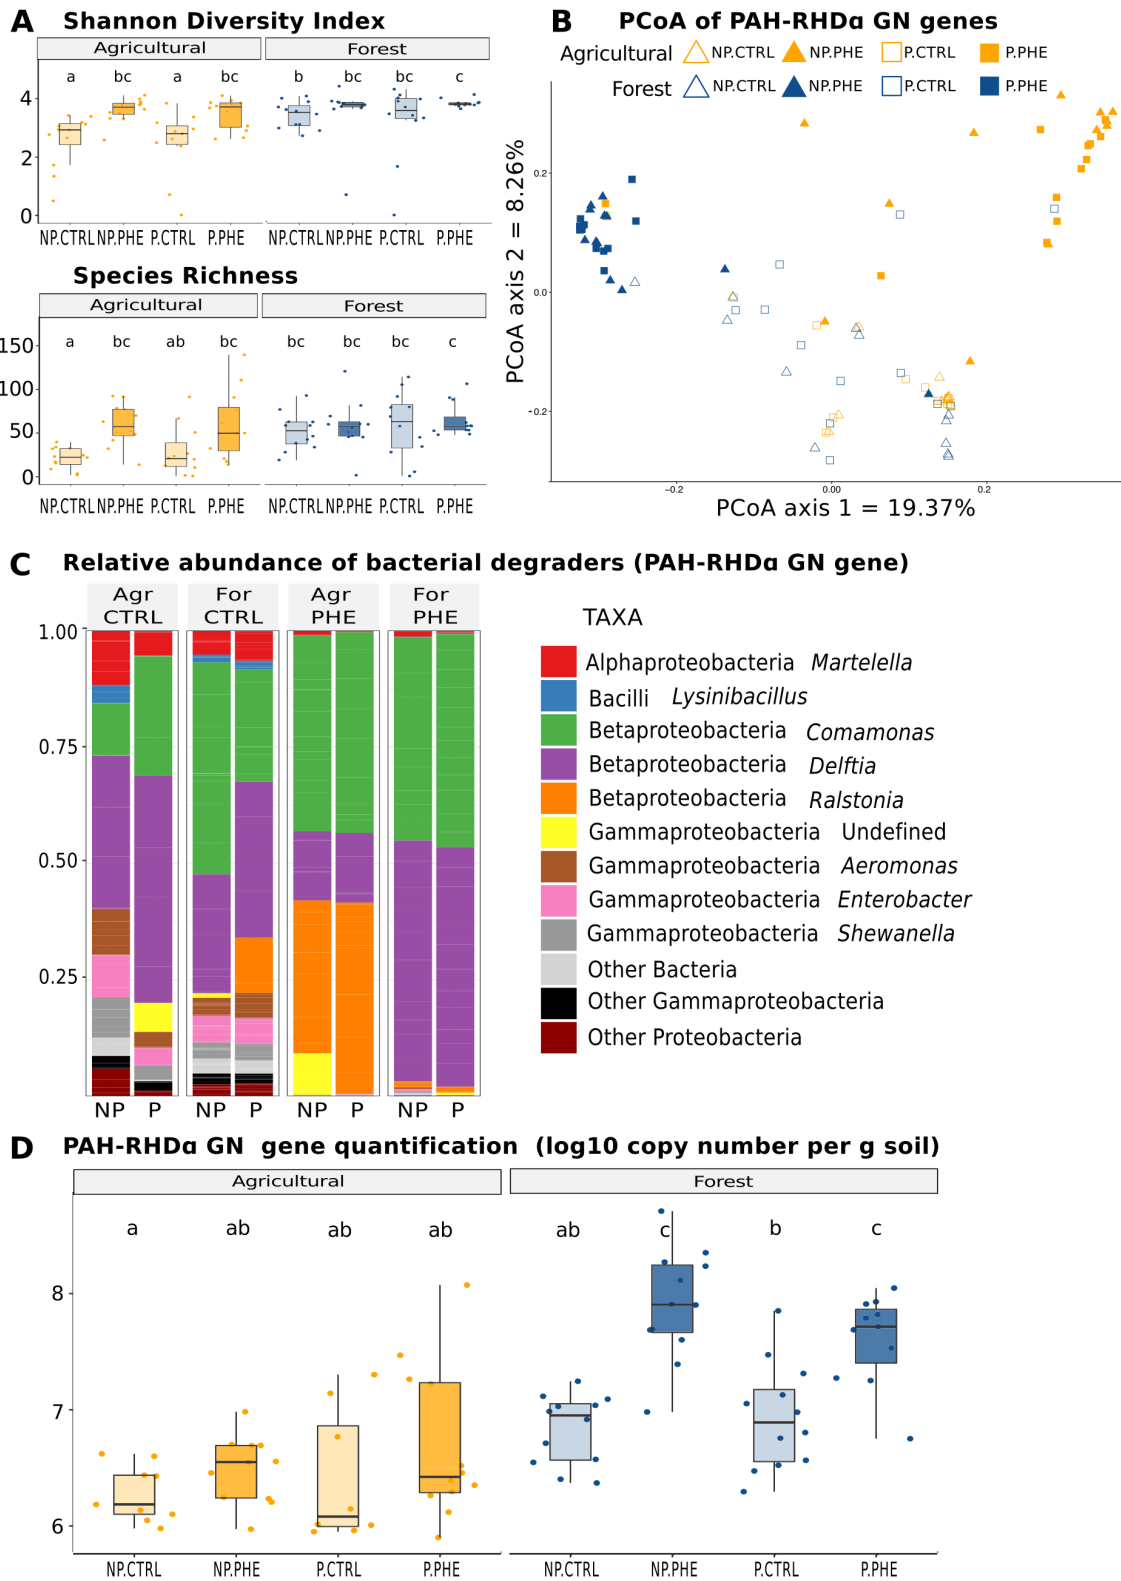 A Shannon Diversity Index
Agricultural Forest
a bc a bc b bc bc c
4
2
0
NP.CTRL NP.PHE P.CTRL P.PHE NP.CTRL NP.PHE P.CTRL P.PHE
Species Richness
Agricultural Forest
a bc ab bc bc bc bc c
150
100
50
0
NP.CTRL NP.PHE P.CTRL P.PHE NP.CTRL NP.PHE P.CTRL P.PHE
B PCoA of PAH-RHDα GN genes
Agricultural NP.CTRL NP.PHE P.CTRL P.PHE
Forest NP.CTRL NP.PHE P.CTRL P.PHE
PCoA axis 2 = 8.26%
0.2
0.0
−0.2
−0.2 0.00 0.2
PCoA axis 1 = 19.37%
C Relative abundance of bacterial degraders (PAH-RHDα GN gene)
Agr CTRL
For CTRL
Agr PHE
For PHE
1.00
0.75
0.50
0.25
NP P NP P NP P NP P
TAXA
Alphaproteobacteria Martelella
Bacilli Lysinibacillus
Betaproteobacteria Comamonas
Betaproteobacteria Delftia
Betaproteobacteria Ralstonia
Gammaproteobacteria Undefined
Gammaproteobacteria Aeromonas
Gammaproteobacteria Enterobacter
Gammaproteobacteria Shewanella
Other Bacteria
Other Gammaproteobacteria
Other Proteobacteria
D PAH-RHDα GN gene quantification (log10 copy number per g soil)
Agricultural Forest
a ab ab ab ab c b c
8
7
6
NP.CTRL NP.PHE P.CTRL P.PHE NP.CTRL NP.PHE P.CTRL P.PHE